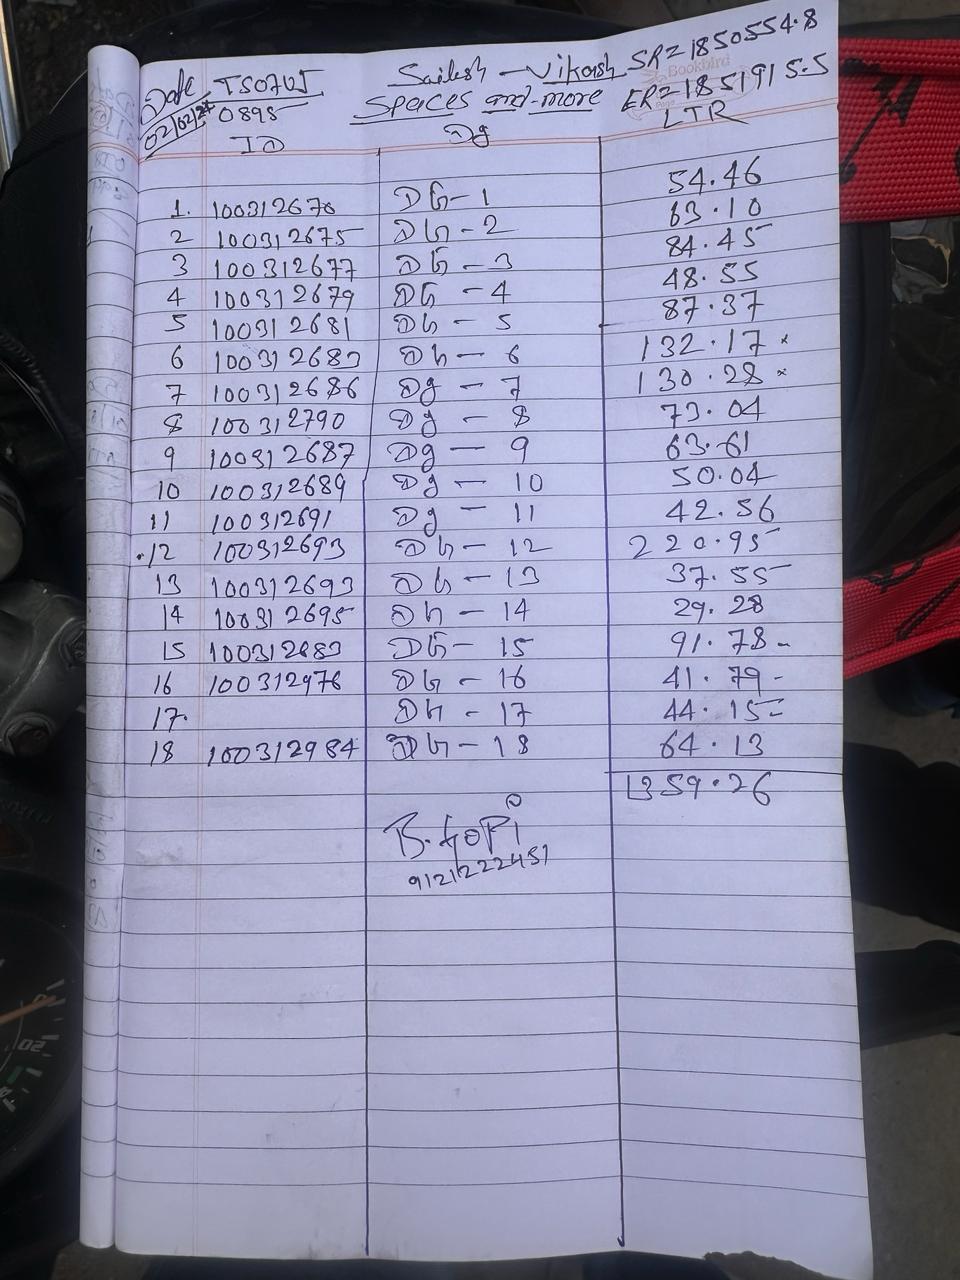 Date TS07UJ Sailesh - Vikash SR=1850554.8
02/02/24 0895 Spaces and more ER=1851915.5
ID Dg LTR
1. 100312676 DG-1 54.46
2 100312675 DG-2 63.10
3 100312677 DG-3 84.45
4 100312679 DG-4 48.55
5 100312681 DG-5 87.37
6 100312683 DG-6 132.17 ×
7 100312686 Dg-7 130.28 ×
8 100312790 Dg-8 73.04
9 100312687 Dg-9 63.61
10 100312689 Dg-10 50.04
11 100312691 Dg-11 42.56
.12 100312693 DG-12 220.95
13 100312693 DG-13 37.55
14 100312695 DG-14 29.28
15 100312683 DG-15 91.78-
16 100312976 DG-16 41.79-
17. DG-17 44.15=
18 100312984 DG-18 64.13
1359.26
B.Gopi
9121222451
Bookbird